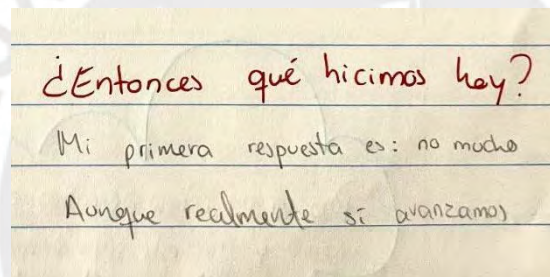 ¿Entonces qué hicimos hoy?
Mi primera respuesta es: no mucho
Aunque realmente sí avanzamos